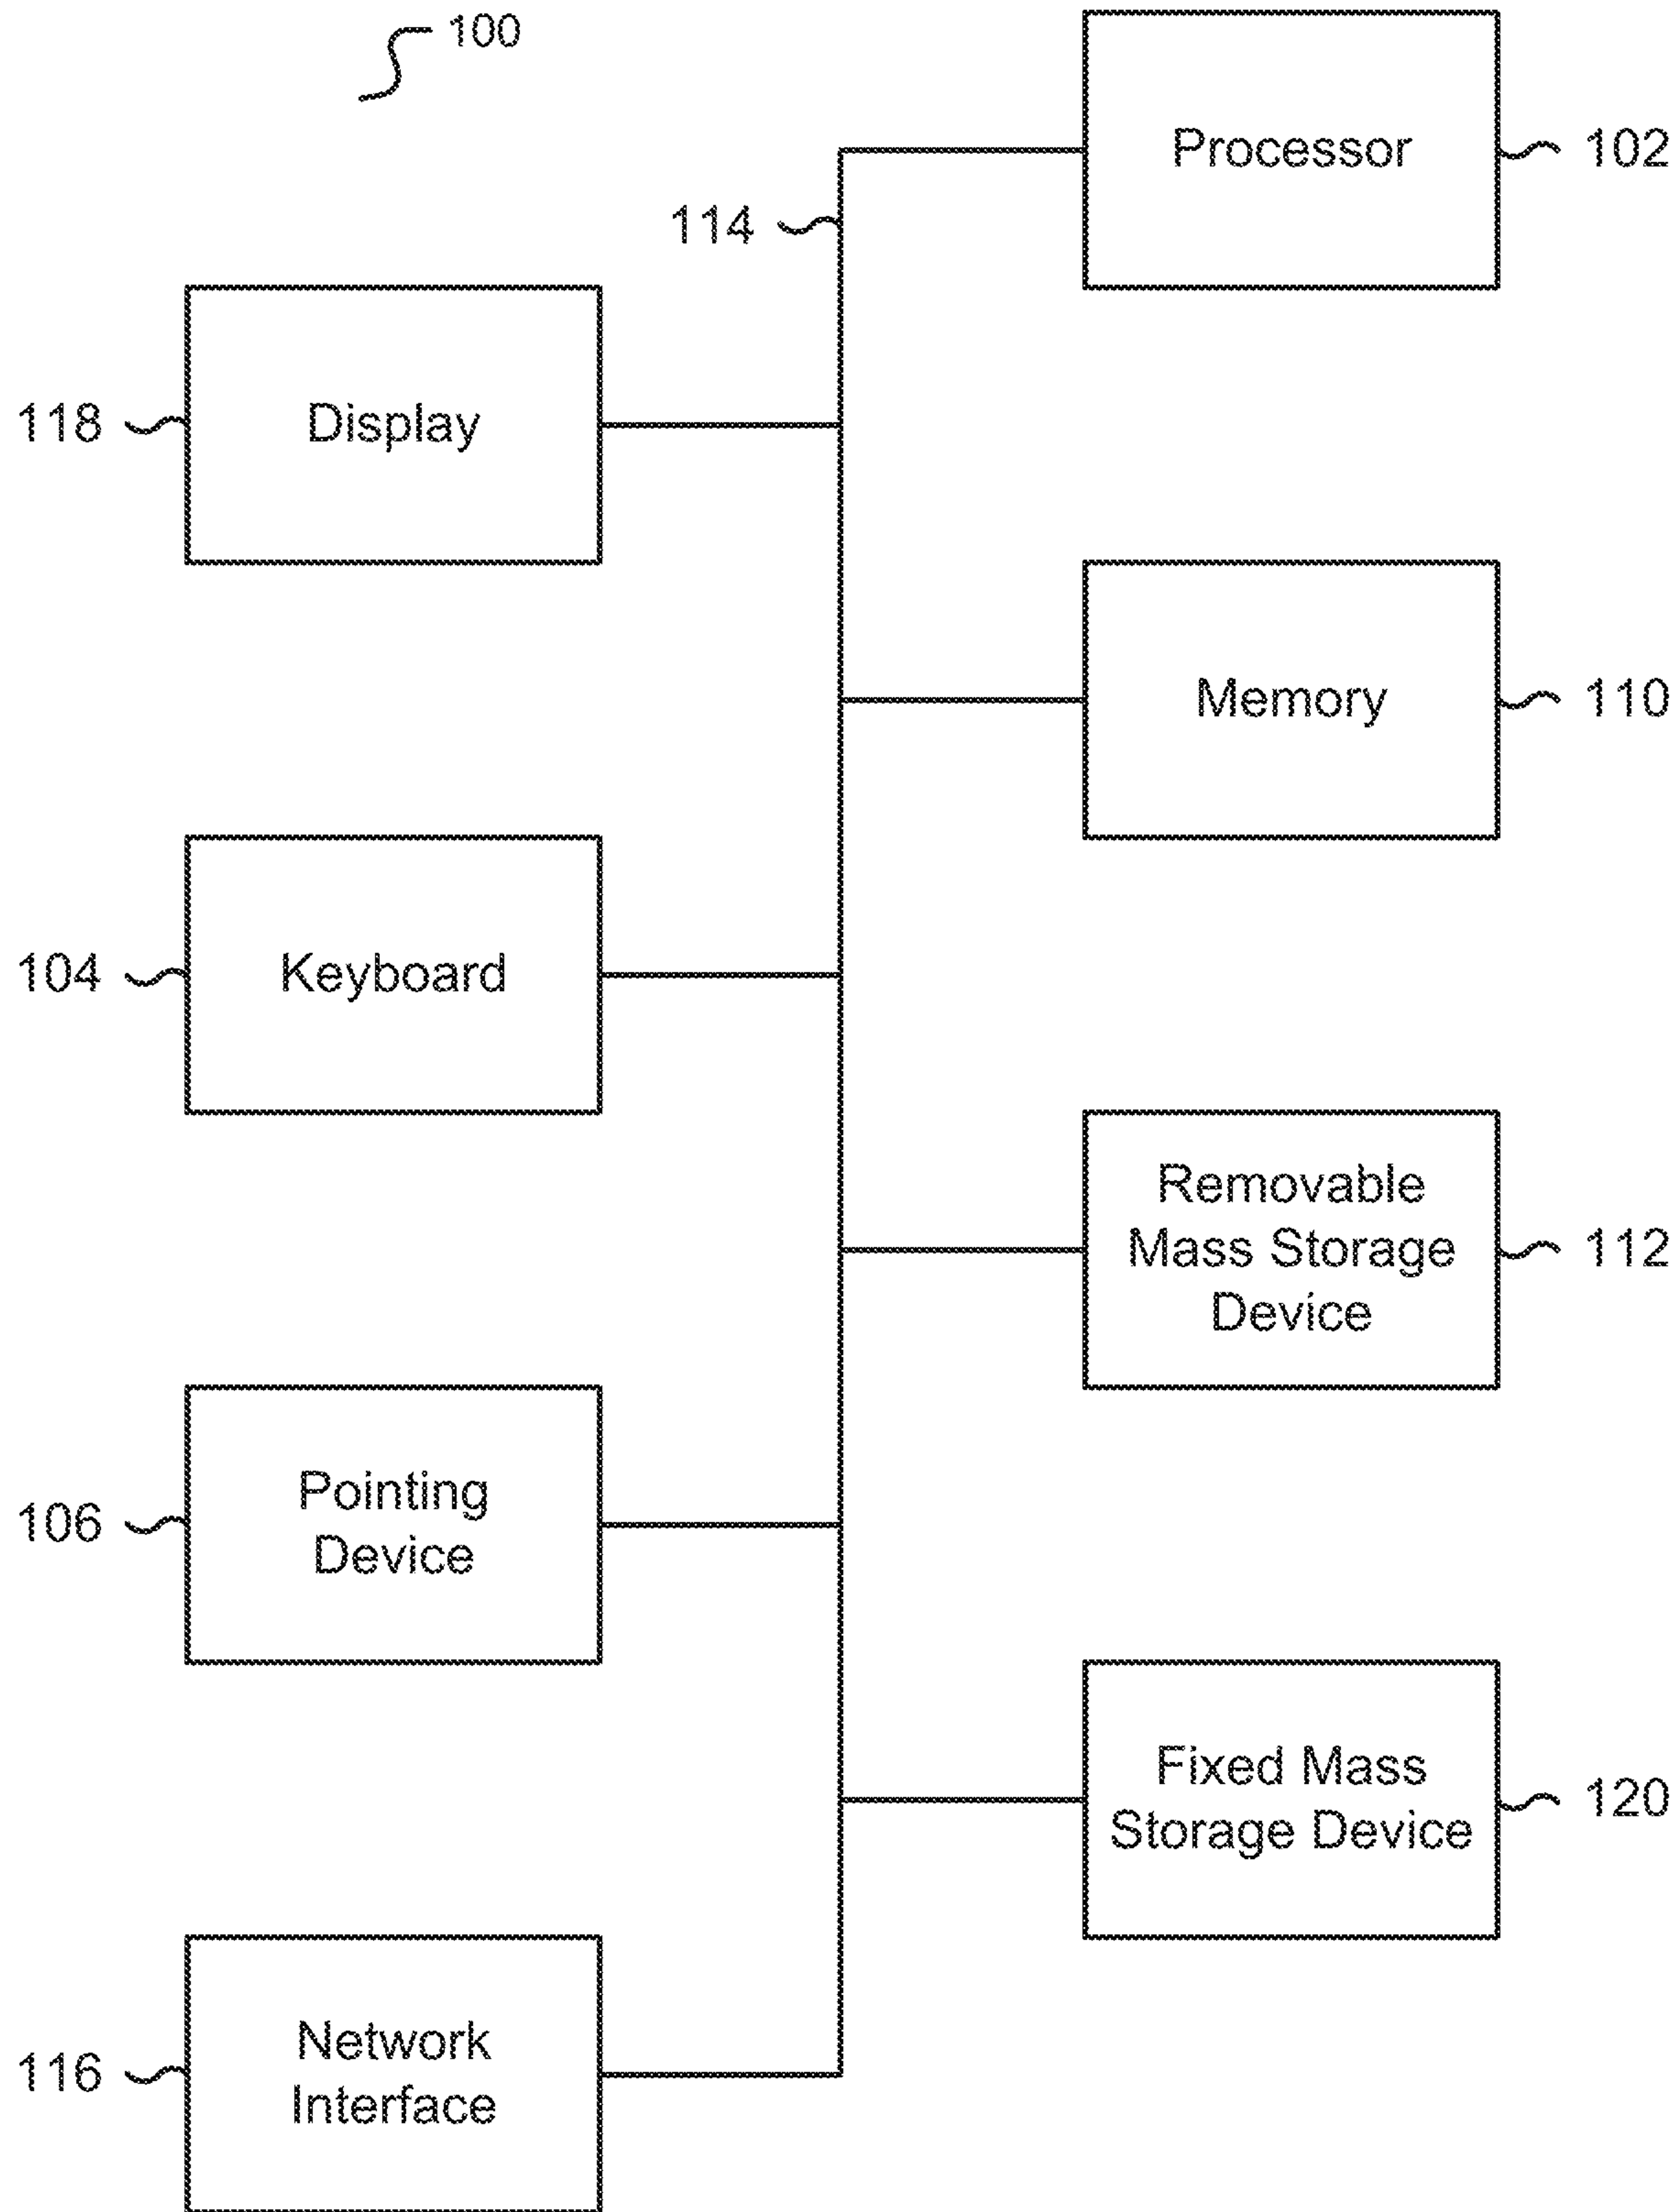 100
Processor
102
114
118
Display
Memory
110
104
Keyboard
Removable
Mass Storage
Device
112
106
Pointing
Device
Fixed Mass
Storage Device
120
116
Network
Interface